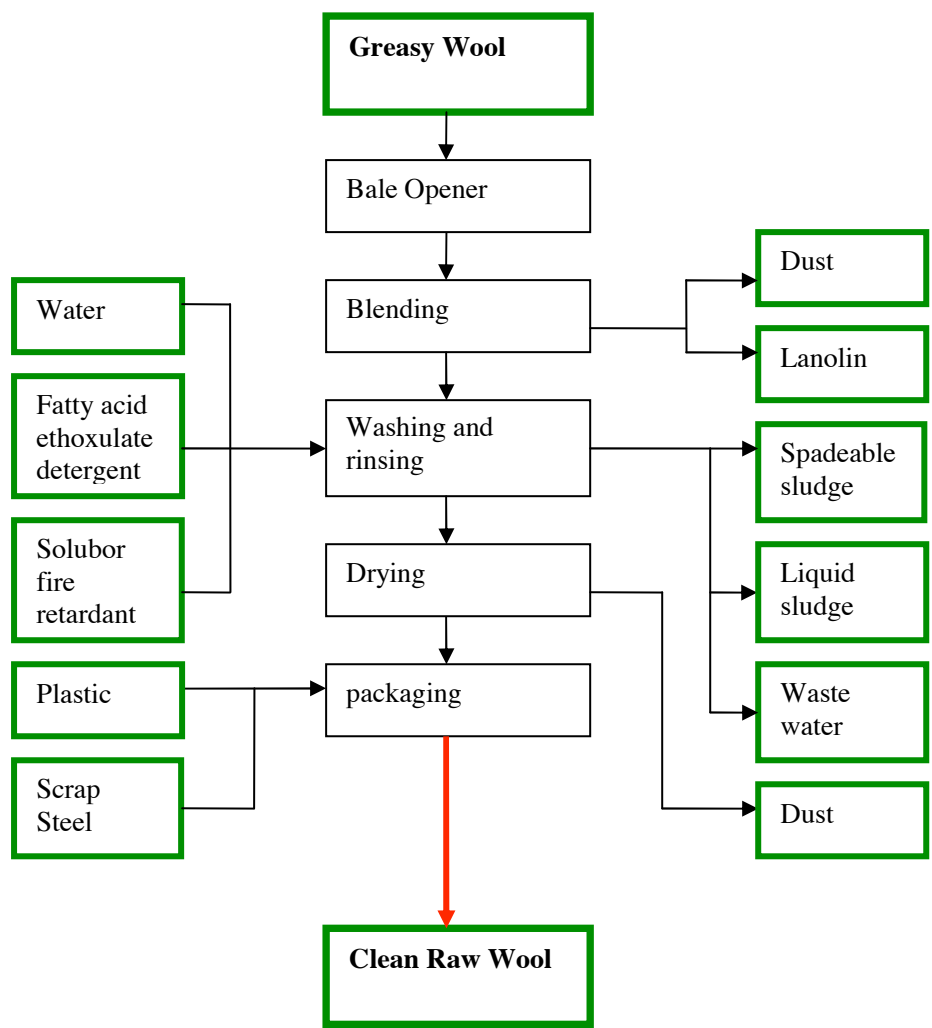 Greasy Wool
Bale Opener
Dust
Water
Blending
Lanolin
Fatty acid
ethoxulate
detergent
Washing and
rinsing
Spadeable
sludge
Solubor
fire
retardant
Drying
Liquid
sludge
Plastic
packaging
Waste
water
Scrap
Steel
Dust
Clean Raw Wool